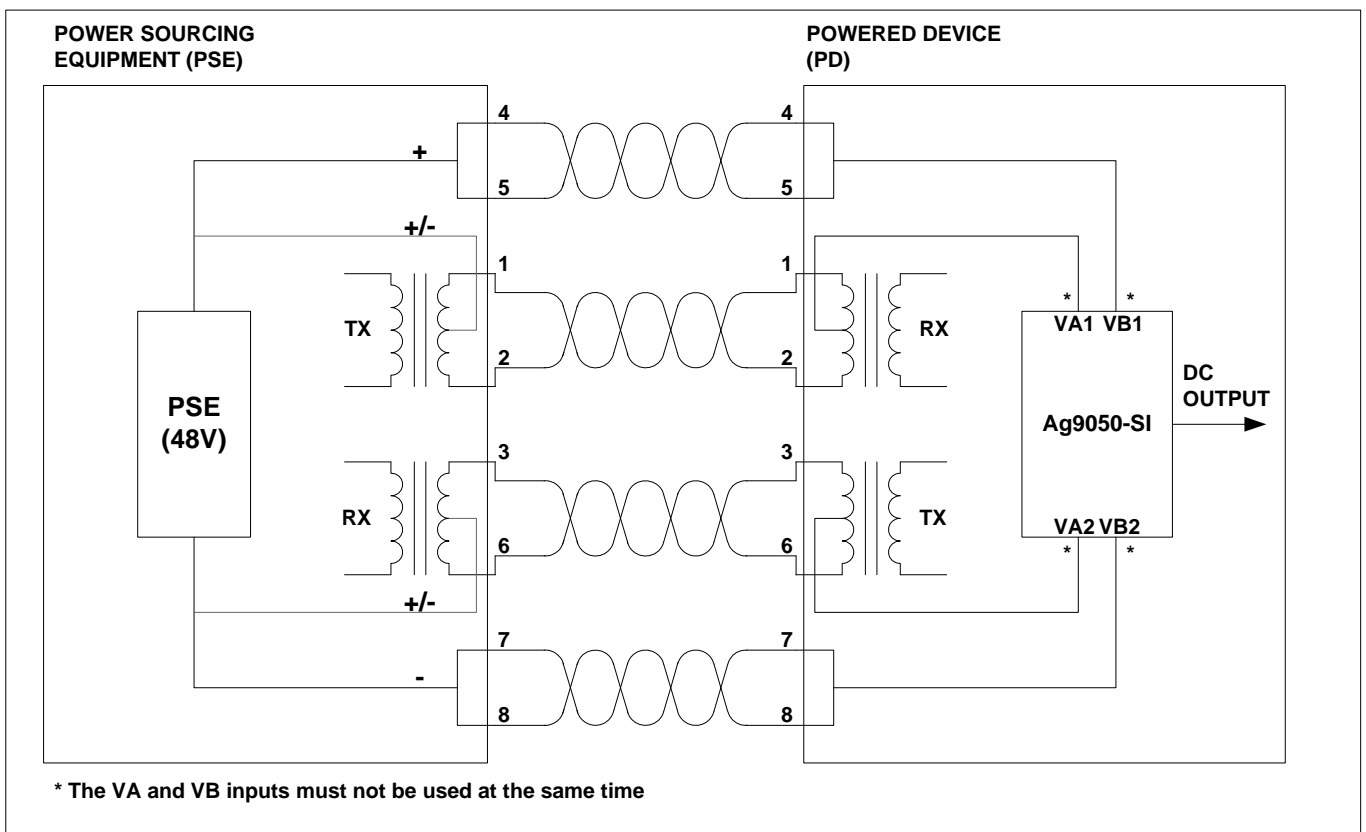 POWER SOURCING
EQUIPMENT (PSE)
POWERED DEVICE
(PD)
4
4
+
5
5
+/-
1
1
* *
VA1 VB1
TX
RX
2
2
DC
OUTPUT
PSE
(48V)
Ag9050-SI
3
3
RX
TX
VA2 VB2
* *
6
6
+/-
7
7
-
8
8
* The VA and VB inputs must not be used at the same time